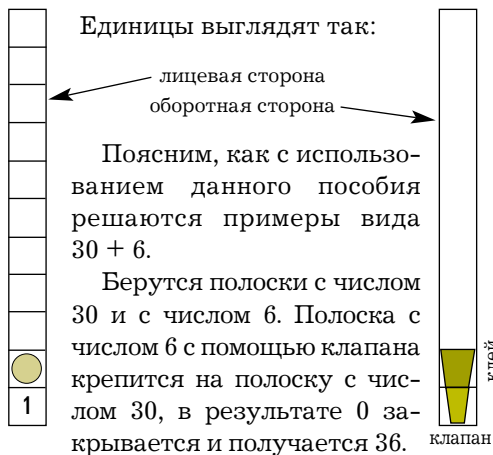 Единицы выглядят так:
лицевая сторона
оборотная сторона
Поясним, как с использо-
ванием данного пособия
решаются примеры вида
30 + 6.
Берутся полоски с числом
30 и с числом 6. Полоска с
числом 6 с помощью клапана
крепится на полоску с чис-
лом 30, в результате 0 за-
крывается и получается 36.
1
клей
клапан